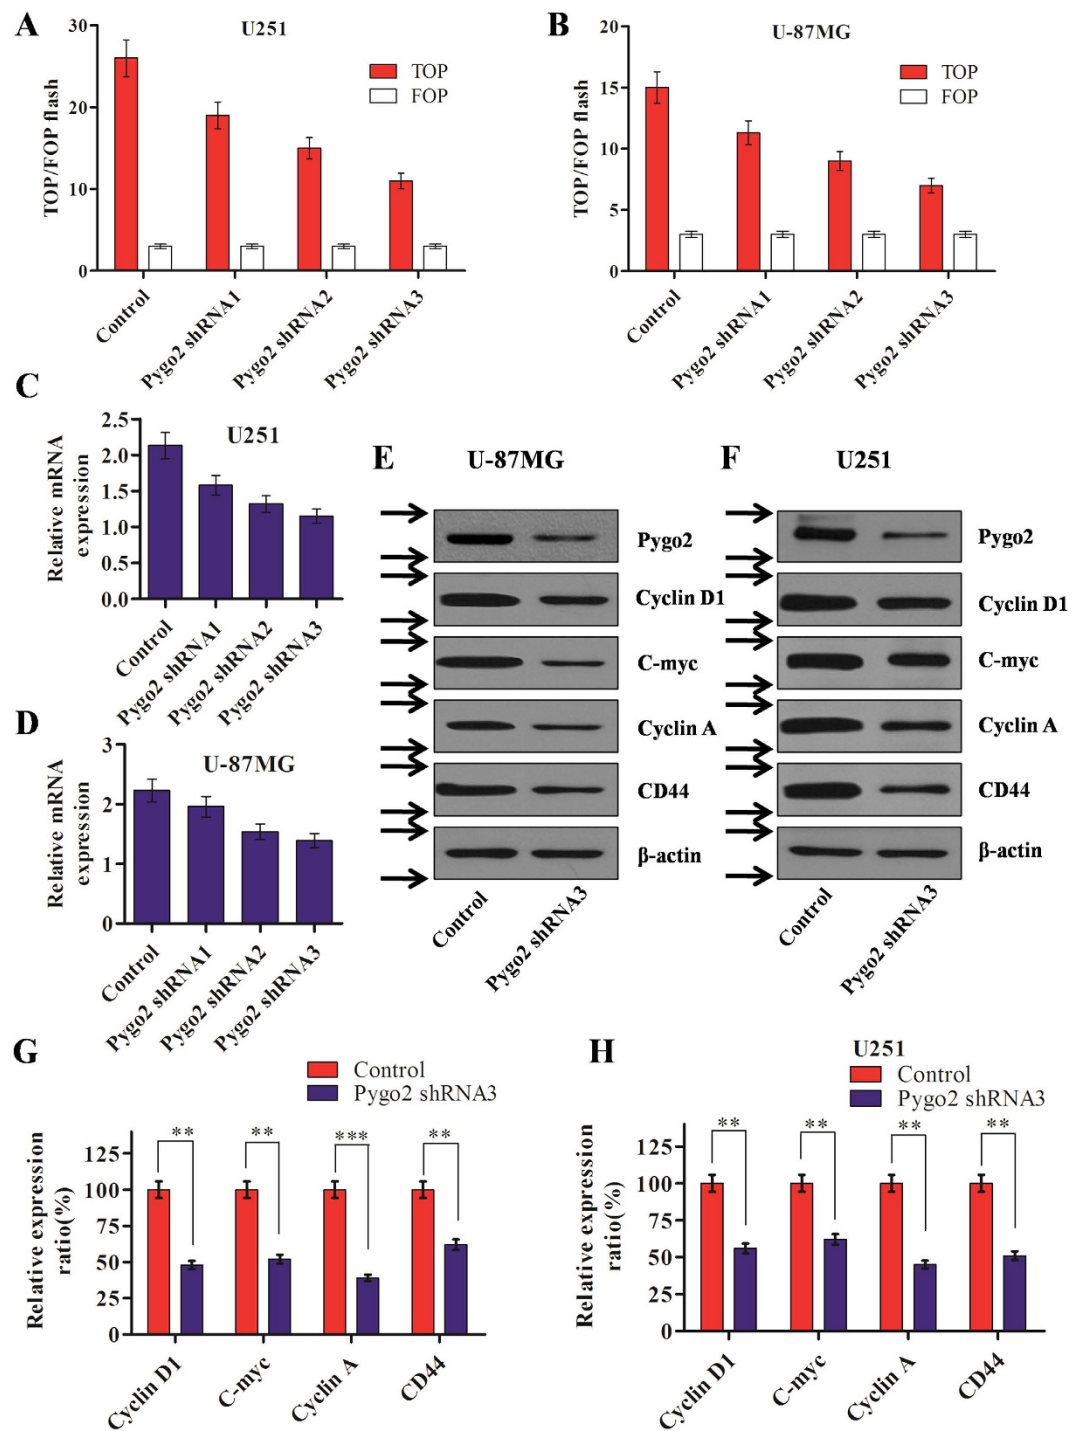 A
U251
TOP/FOP flash
30
20
10
0
TOP
FOP
Control
Pygo2 shRNA1
Pygo2 shRNA2
Pygo2 shRNA3
B
U-87MG
TOP/FOP flash
20
15
10
5
0
TOP
FOP
Control
Pygo2 shRNA1
Pygo2 shRNA2
Pygo2 shRNA3
C
U251
Relative mRNA
expression
2.5
2.0
1.5
1.0
0.5
0.0
Control
Pygo2 shRNA1
Pygo2 shRNA2
Pygo2 shRNA3
D
U-87MG
Relative mRNA
expression
3
2
1
0
Control
Pygo2 shRNA1
Pygo2 shRNA2
Pygo2 shRNA3
E
U-87MG
Pygo2
Cyclin D1
C-myc
Cyclin A
CD44
β-actin
Control
Pygo2 shRNA3
F
U251
Pygo2
Cyclin D1
C-myc
Cyclin A
CD44
β-actin
Control
Pygo2 shRNA3
G
Control
Pygo2 shRNA3
Relative expression
ratio(%)
125
100
75
50
25
0
** ** *** **
Cyclin D1
C-myc
Cyclin A
CD44
H
U251
Control
Pygo2 shRNA3
Relative expression
ratio(%)
125
100
75
50
25
0
** ** ** **
Cyclin D1
C-myc
Cyclin A
CD44